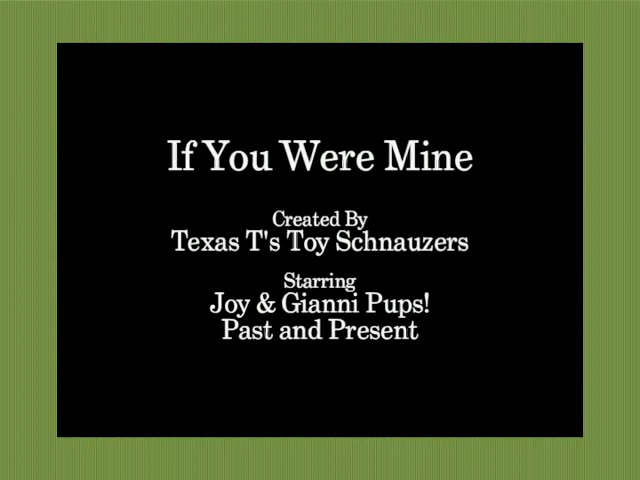 If You Were Mine
Created By
Texas T's Toy Schnauzers
Starring
Joy & Gianni Pups!
Past and Present